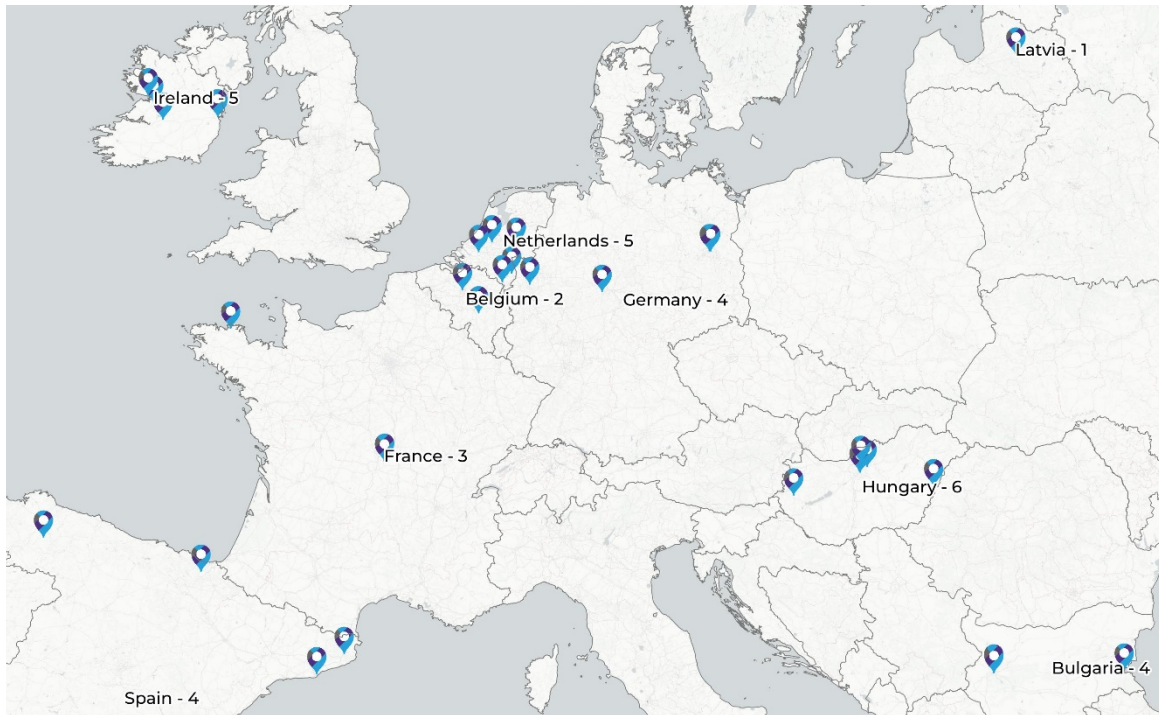 Latvia - 1
Ireland - 5
Netherlands - 5
Belgium - 2
Germany - 4
France - 3
Hungary - 6
Bulgaria - 4
Spain - 4